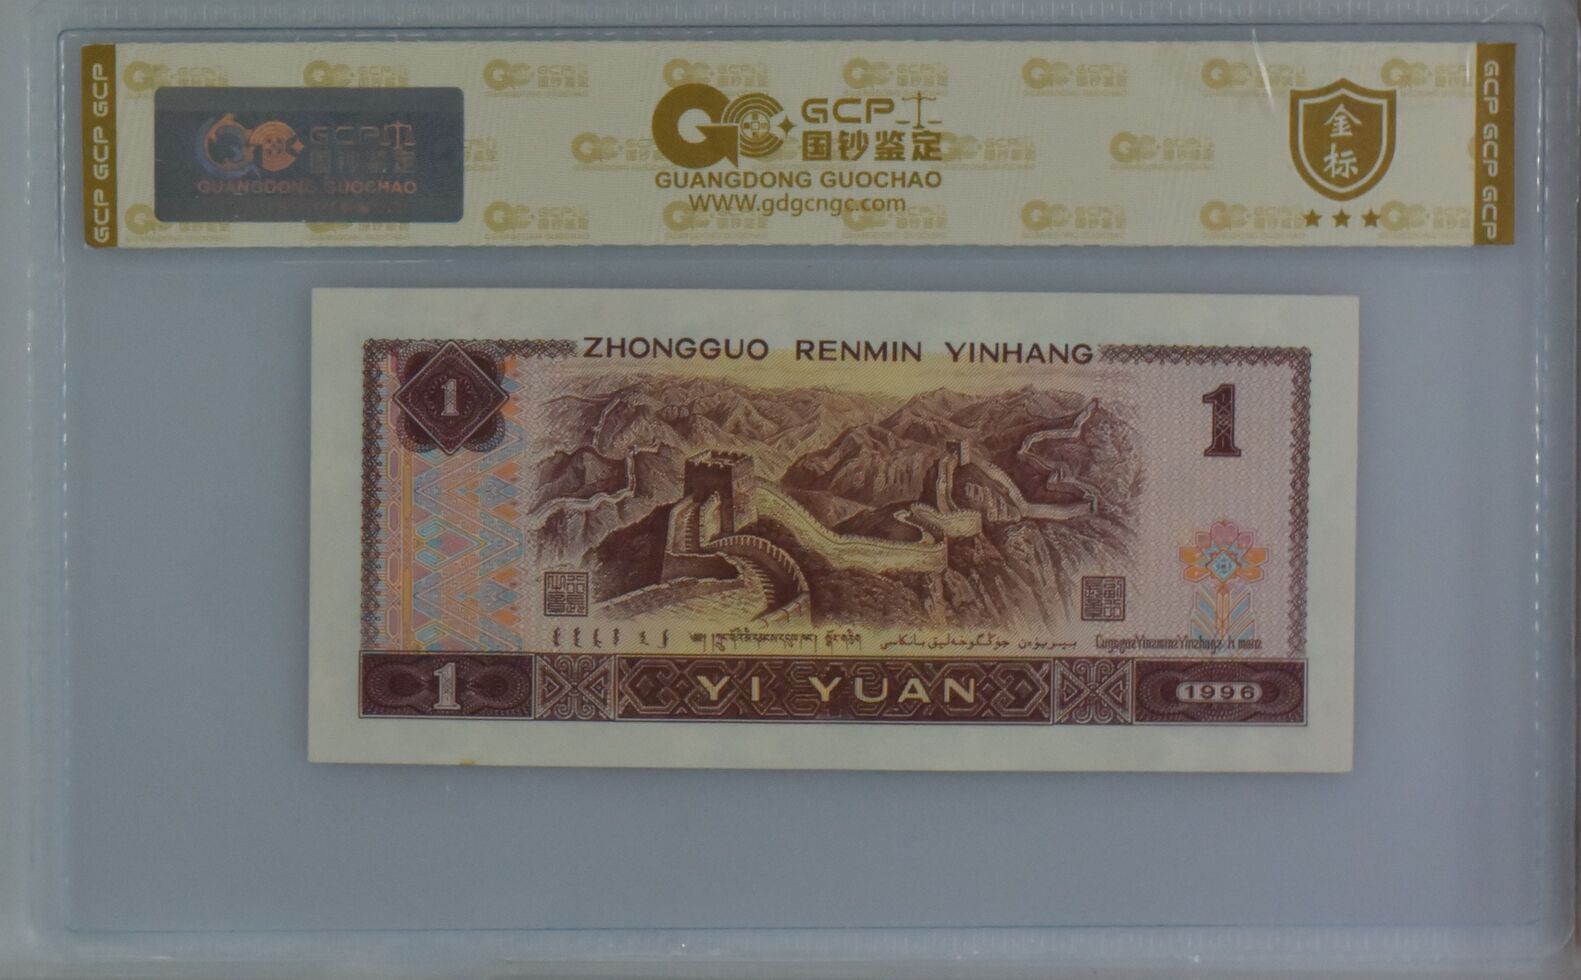 GCP GCP GCP
GCP
国钞鉴定
GUANGDONG GUOCHAO
GCP
国钞鉴定
GUANGDONG GUOCHAO
WWW.gdgcngc.com
金
标
GCP GCP GCP
ZHONGGUO RENMIN YINHANG
1
1
1
YI YUAN
1996